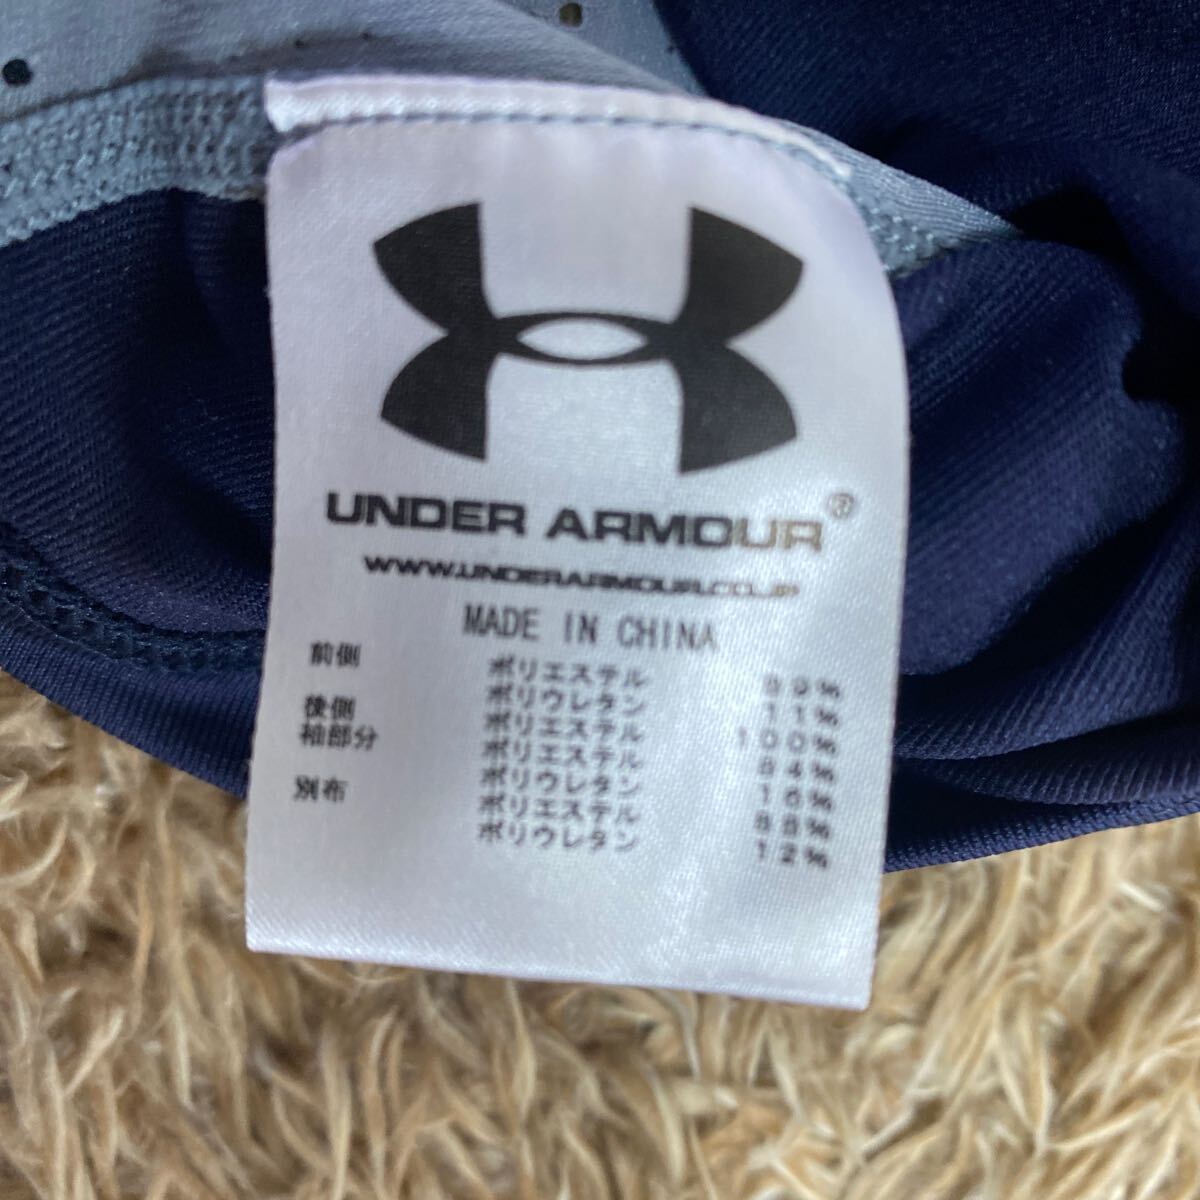 UNDER ARMOUR®
WWW.UNDERARMOUR.CO.JP
MADE IN CHINA
前側 ポリエステル 89%
ポリウレタン 11%
後側 ポリエステル 100%
袖部分 ポリエステル 84%
ポリウレタン 16%
別布 ポリエステル 88%
ポリウレタン 12%